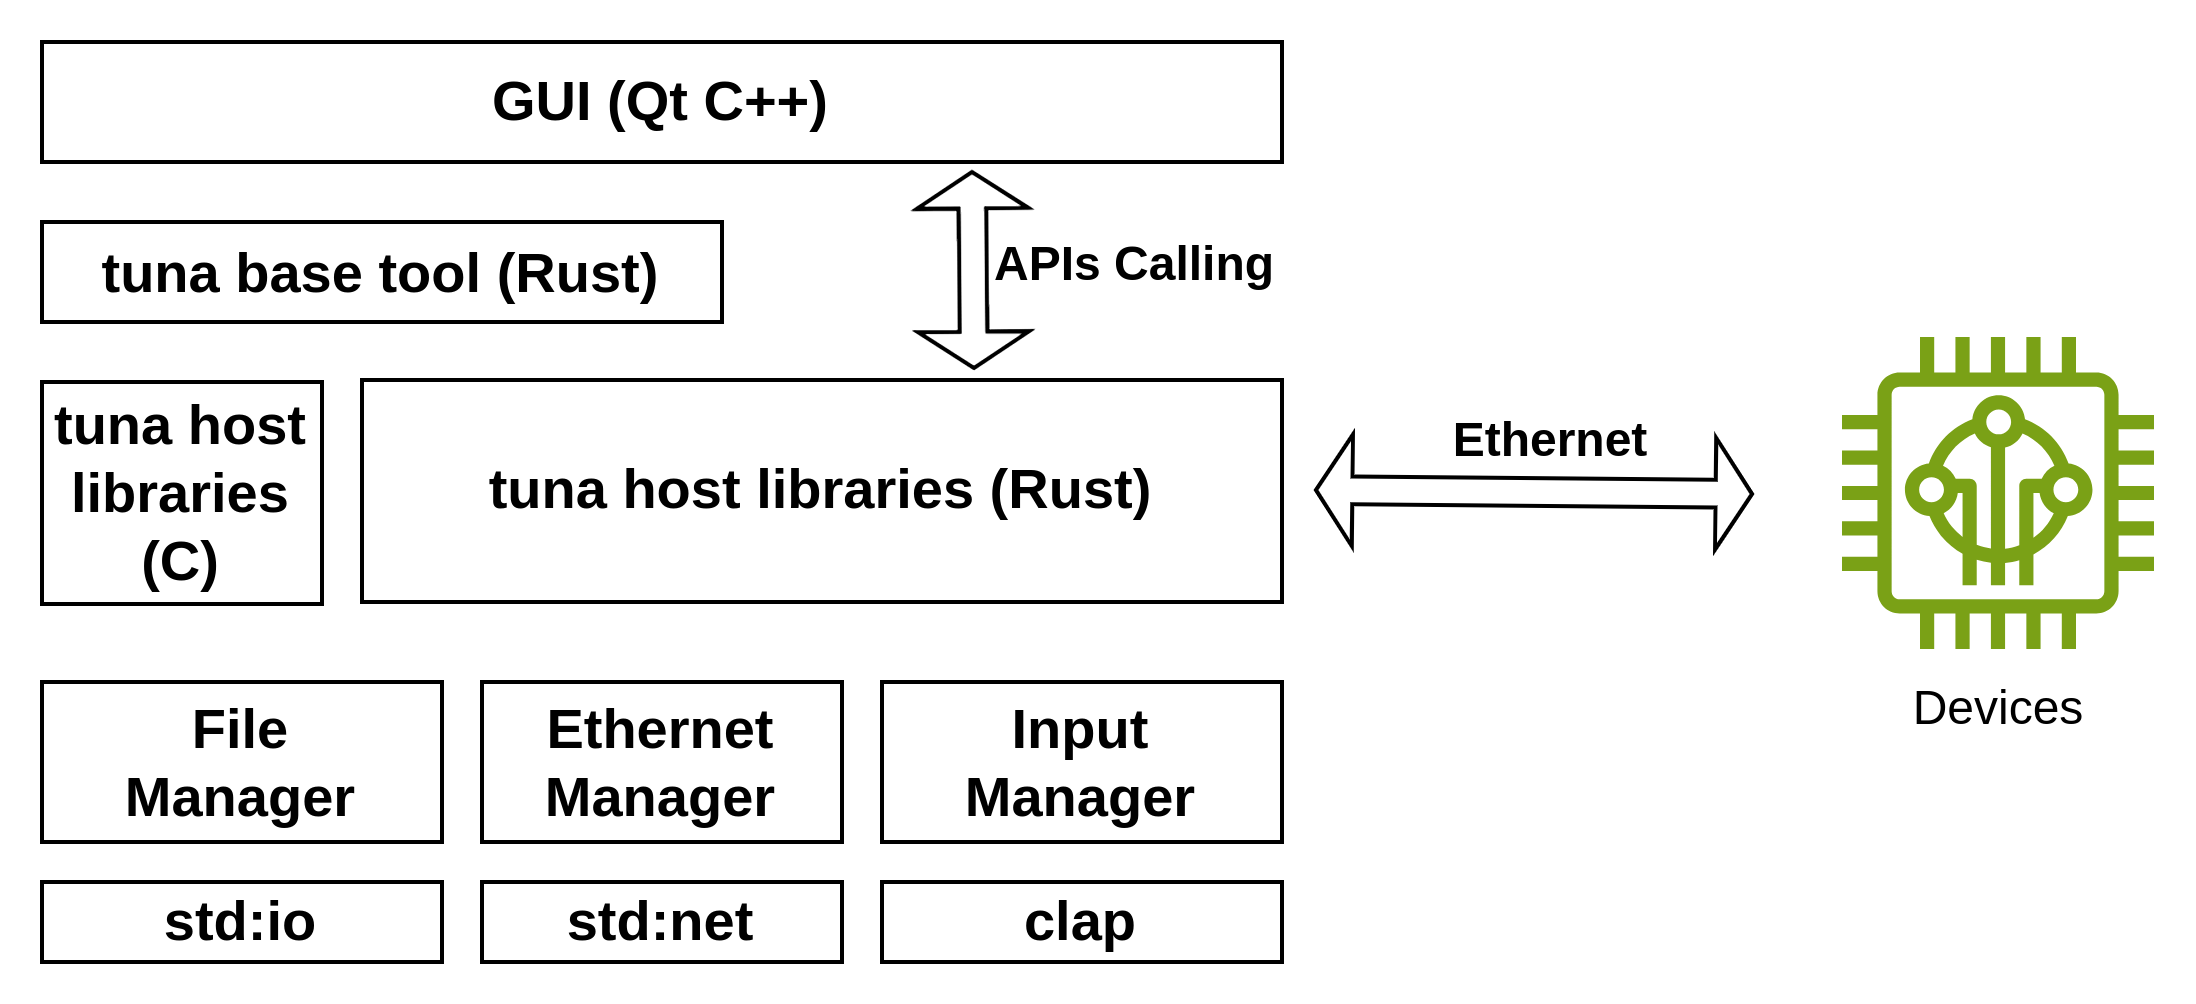 GUI (Qt C++)
tuna base tool (Rust)
APIs Calling
tuna host
libraries
(C)
tuna host libraries (Rust)
Ethernet
Devices
File
Manager
Ethernet
Manager
Input
Manager
std:io
std:net
clap